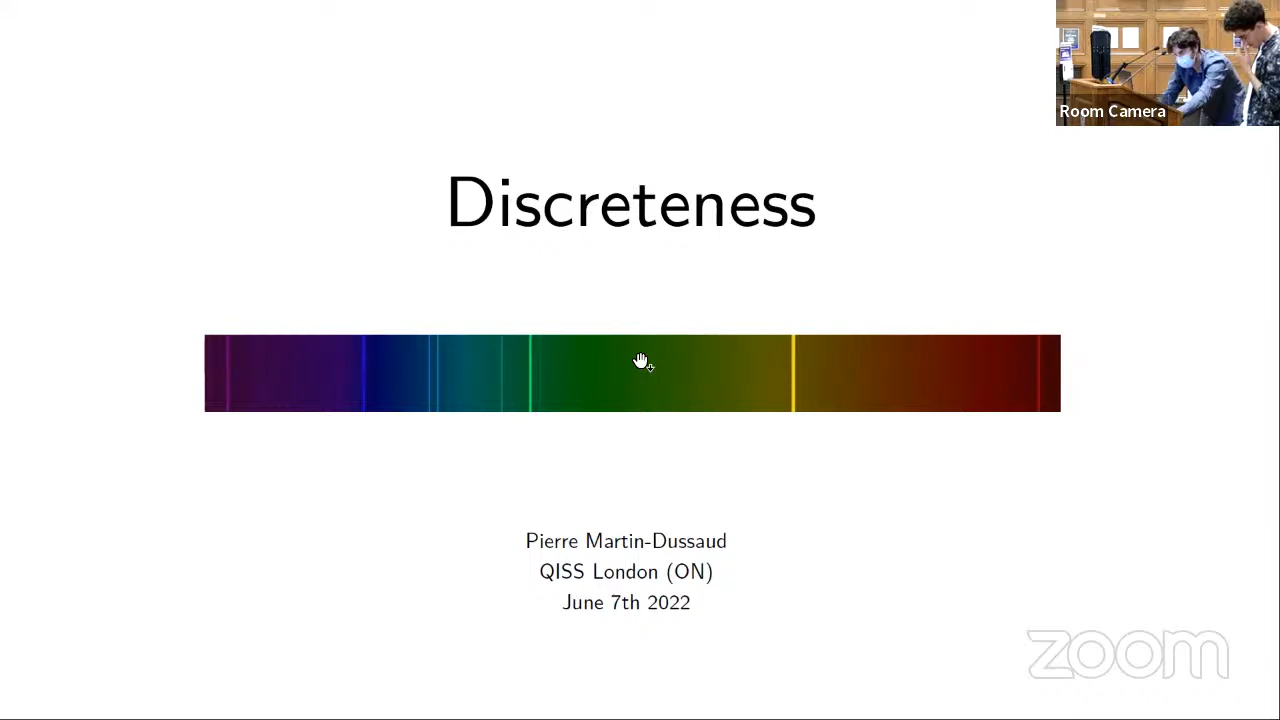 Room Camera
Discreteness
Pierre Martin-Dussaud
QISS London (ON)
June 7th 2022
zoom